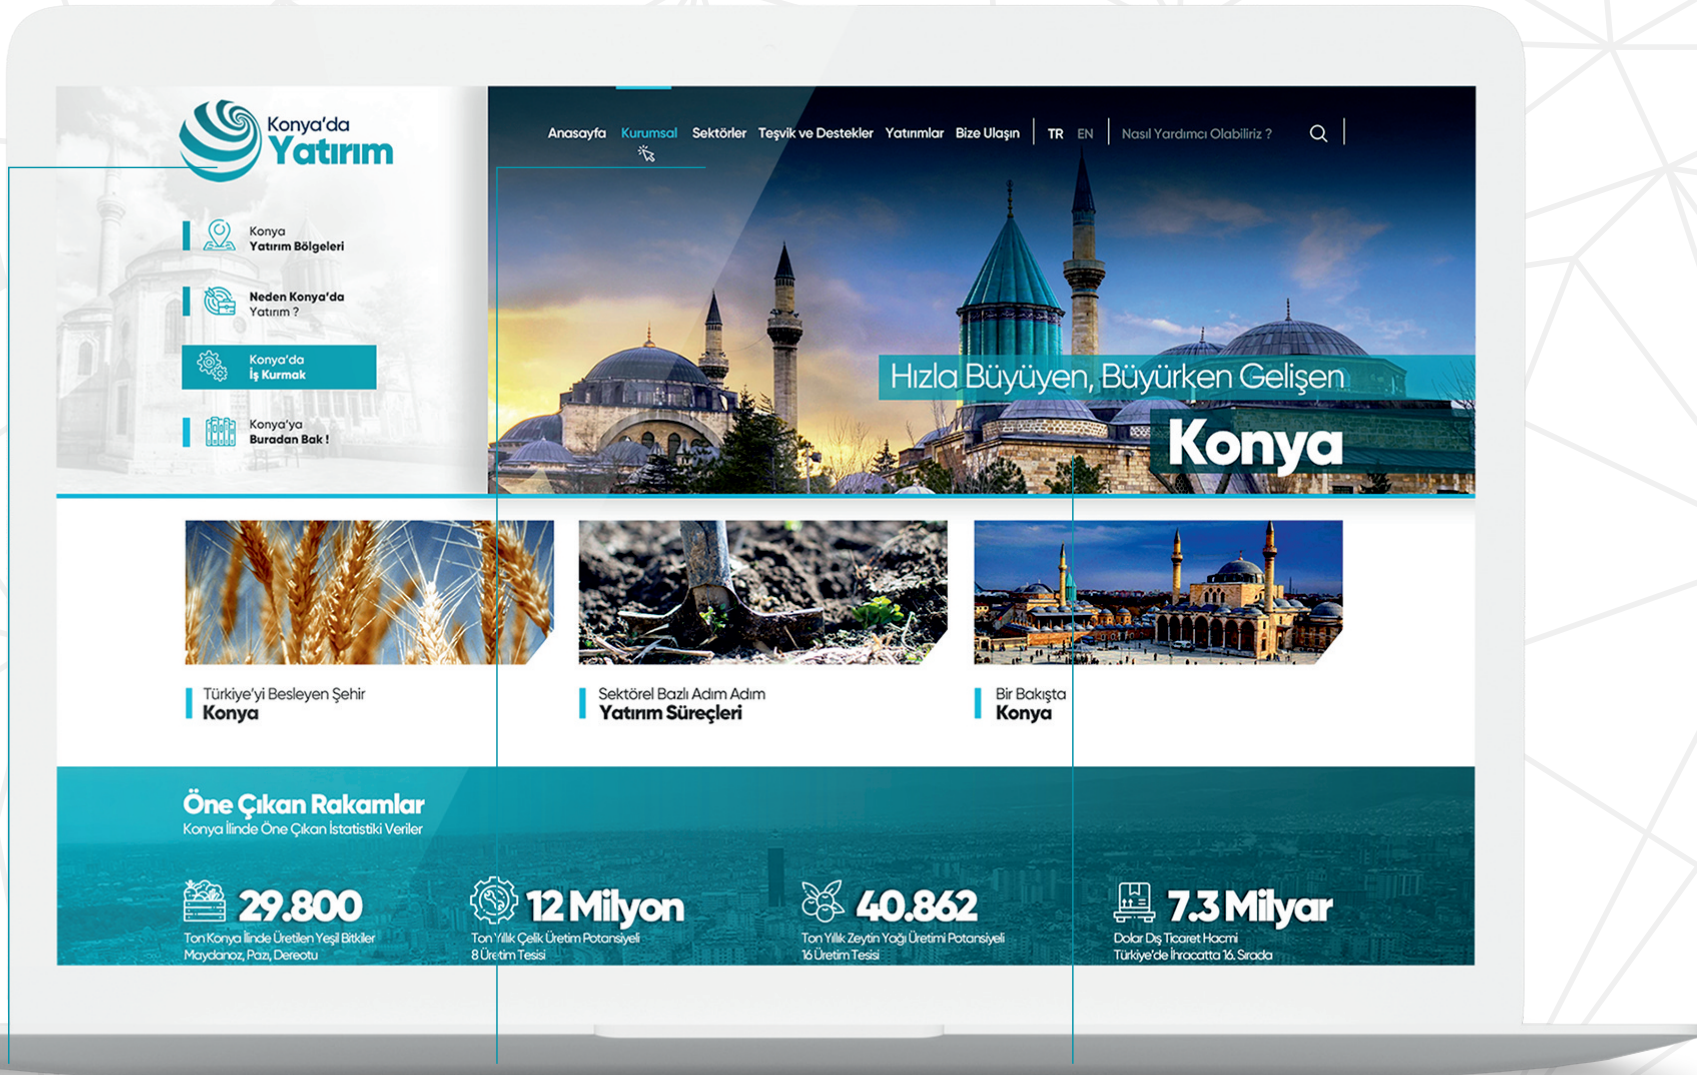 Konya'da
Yatırım
Anasayfa Kurumsal Sektörler Teşvik ve Destekler Yatırımlar Bize Ulaşın TR EN Nasıl Yardımcı Olabiliriz ?
Konya
Yatırım Bölgeleri
Neden Konya'da
Yatırım ?
Konya'da
İş Kurmak
Konya'ya
Buradan Bak !
Hızla Büyüyen, Büyürken Gelişen
Konya
Türkiye'yi Besleyen Şehir
Konya
Sektörel Bazlı Adım Adım
Yatırım Süreçleri
Bir Bakışta
Konya
Öne Çıkan Rakamlar
Konya İlinde Öne Çıkan İstatistiki Veriler
29.800
Ton Konya İlinde Üretilen Yeşil Bitkiler
Maydanoz, Pazı, Dereotu
12 Milyon
Ton Yıllık Çelik Üretim Potansiyeli
8 Üretim Tesisi
40.862
Ton Yıllık Zeytin Yağı Üretimi Potansiyeli
16 Üretim Tesisi
7.3 Milyar
Dolar Dış Ticaret Hacmi
Türkiye'de İhracatta 16. Sırada